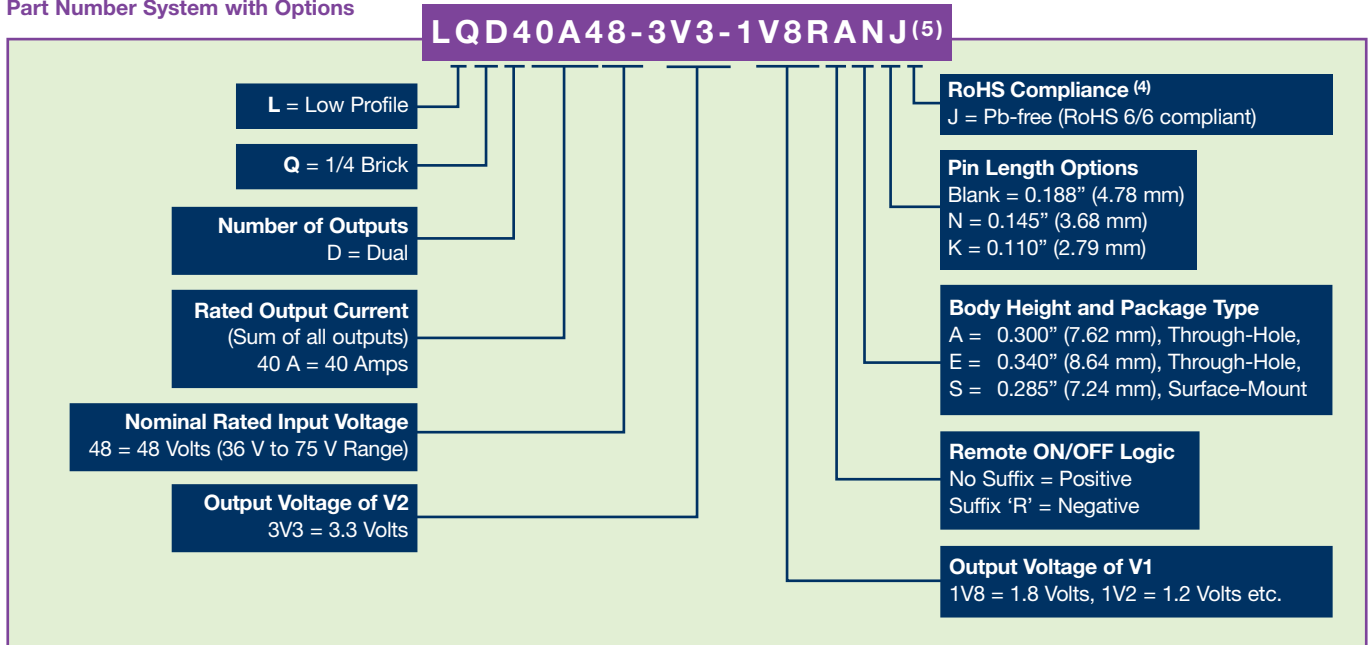 Part Number System with Options
LQD40A48-3V3-1V8RANJ(5)
L = Low Profile
Q = 1/4 Brick
Number of Outputs
D = Dual
Rated Output Current
(Sum of all outputs)
40 A = 40 Amps
Nominal Rated Input Voltage
48 = 48 Volts (36 V to 75 V Range)
Output Voltage of V2
3V3 = 3.3 Volts
RoHS Compliance (4)
J = Pb-free (RoHS 6/6 compliant)
Pin Length Options
Blank = 0.188” (4.78 mm)
N = 0.145” (3.68 mm)
K = 0.110” (2.79 mm)
Body Height and Package Type
A = 0.300” (7.62 mm), Through-Hole,
E = 0.340” (8.64 mm), Through-Hole,
S = 0.285” (7.24 mm), Surface-Mount
Remote ON/OFF Logic
No Suffix = Positive
Suffix ‘R’ = Negative
Output Voltage of V1
1V8 = 1.8 Volts, 1V2 = 1.2 Volts etc.